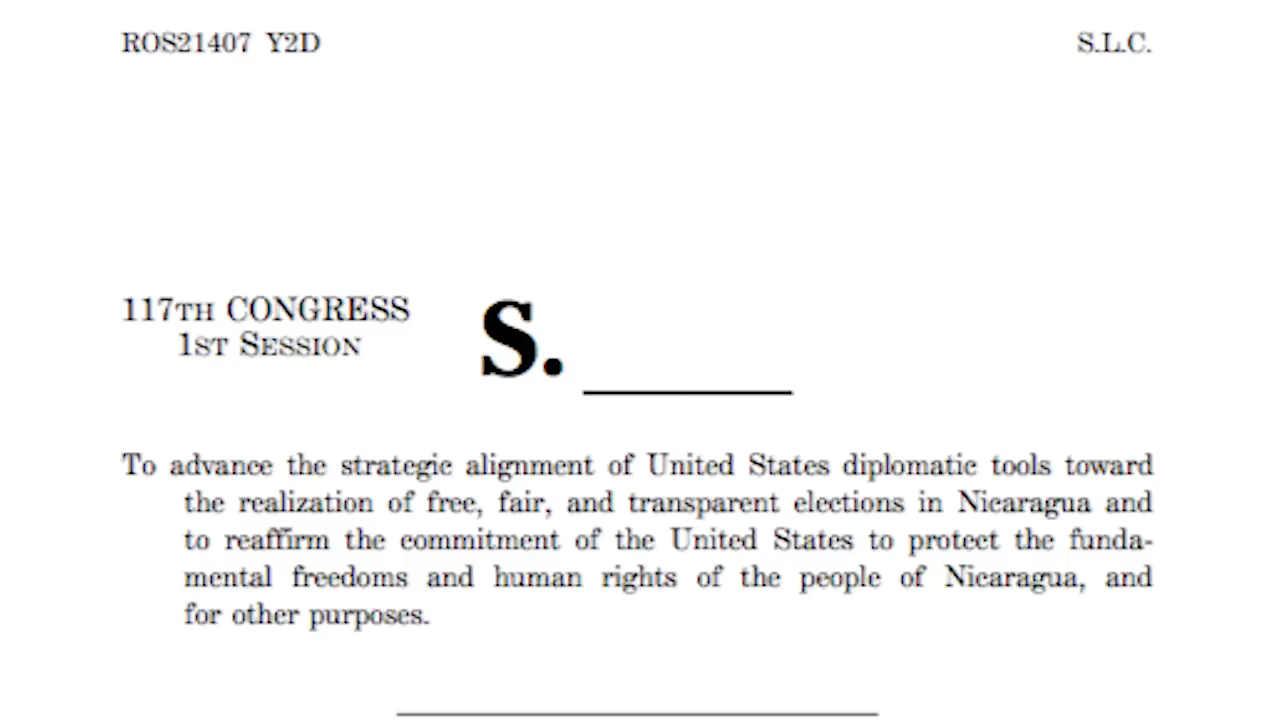 ROS21407 Y2D S.L.C.
117TH CONGRESS
1ST SESSION
S. ______
To advance the strategic alignment of United States diplomatic tools toward
the realization of free, fair, and transparent elections in Nicaragua and
to reaffirm the commitment of the United States to protect the funda-
mental freedoms and human rights of the people of Nicaragua, and
for other purposes.